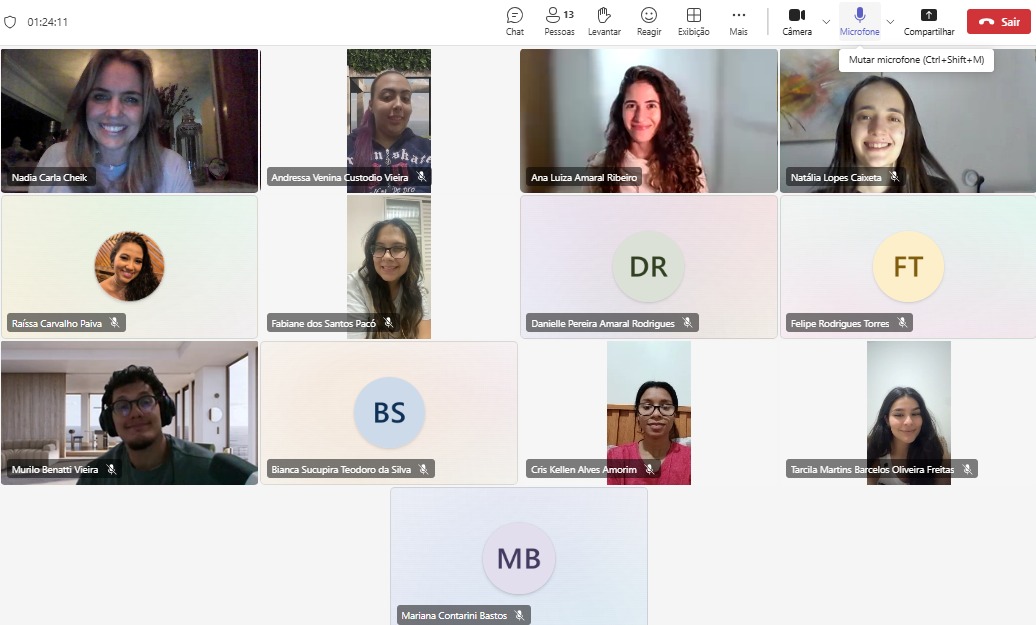 01:24:11
Chat
13
Pessoas
Levantar
Reagir
Exibição
Mais
Câmera
Microfone
Compartilhar
Sair
Mutar microfone (Ctrl+Shift+M)
Nadia Carla Cheik
Andressa Venina Custodio Vieira
Ana Luiza Amaral Ribeiro
Natália Lopes Caixeta
Raíssa Carvalho Paiva
Fabiane dos Santos Pacó
DR
Danielle Pereira Amaral Rodrigues
FT
Felipe Rodrigues Torres
Murilo Benatti Vieira
BS
Bianca Sucupira Teodoro da Silva
Cris Kellen Alves Amorim
Tarcila Martins Barcelos Oliveira Freitas
MB
Mariana Contarini Bastos